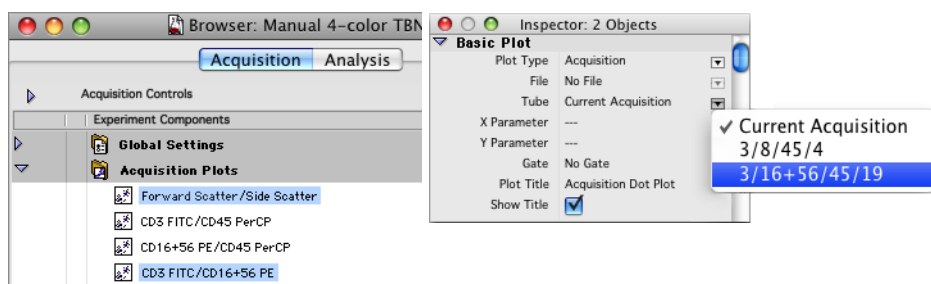 Browser: Manual 4-color TBN
Acquisition Analysis
Acquisition Controls
Experiment Components
Global Settings
Acquisition Plots
Forward Scatter/Side Scatter
CD3 FITC/CD45 PerCP
CD16+56 PE/CD45 PerCP
CD3 FITC/CD16+56 PE
Inspector: 2 Objects
Basic Plot
Plot Type Acquisition
File No File
Tube Current Acquisition
X Parameter ---
Y Parameter ---
Gate No Gate
Plot Title Acquisition Dot Plot
Show Title
✓ Current Acquisition
3/8/45/4
3/16+56/45/19